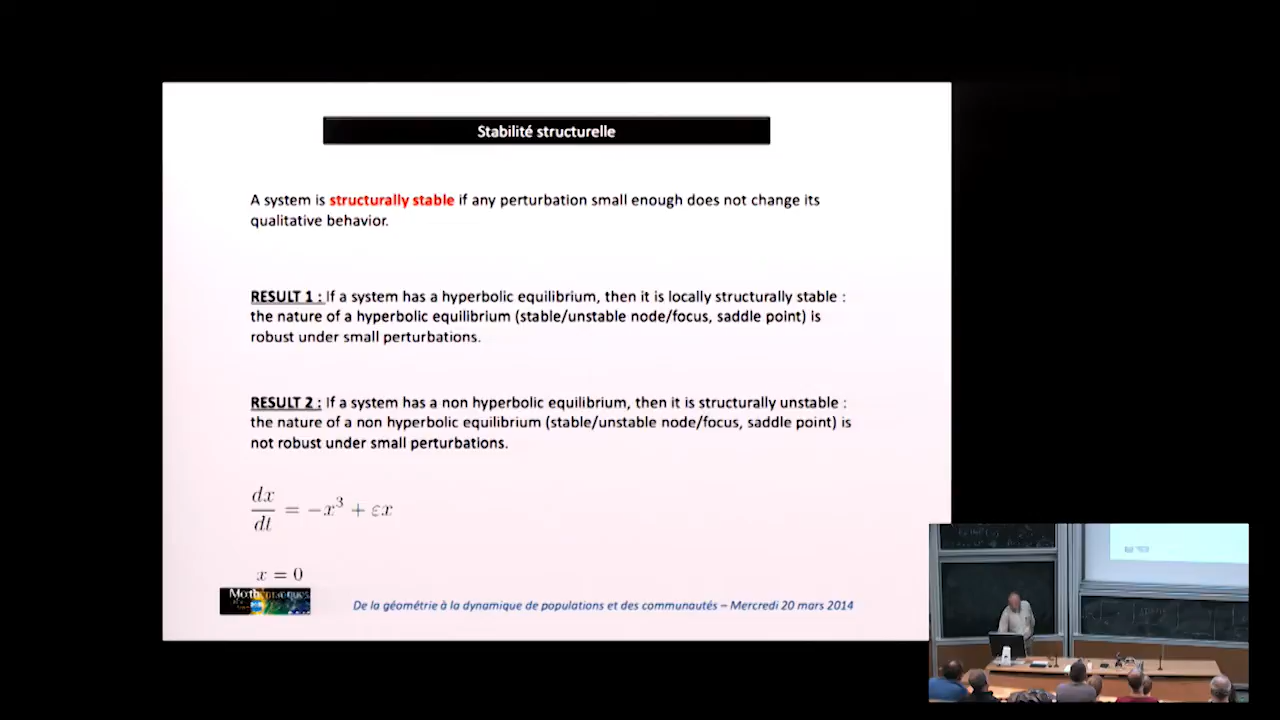 Stabilité structurelle
A system is structurally stable if any perturbation small enough does not change its
qualitative behavior.
RESULT 1 : If a system has a hyperbolic equilibrium, then it is locally structurally stable :
the nature of a hyperbolic equilibrium (stable/unstable node/focus, saddle point) is
robust under small perturbations.
RESULT 2 : If a system has a non hyperbolic equilibrium, then it is structurally unstable :
the nature of a non hyperbolic equilibrium (stable/unstable node/focus, saddle point) is
not robust under small perturbations.
dx/dt = −x³ + εx
x = 0
De la géométrie à la dynamique de populations et des communautés – Mercredi 20 mars 2014